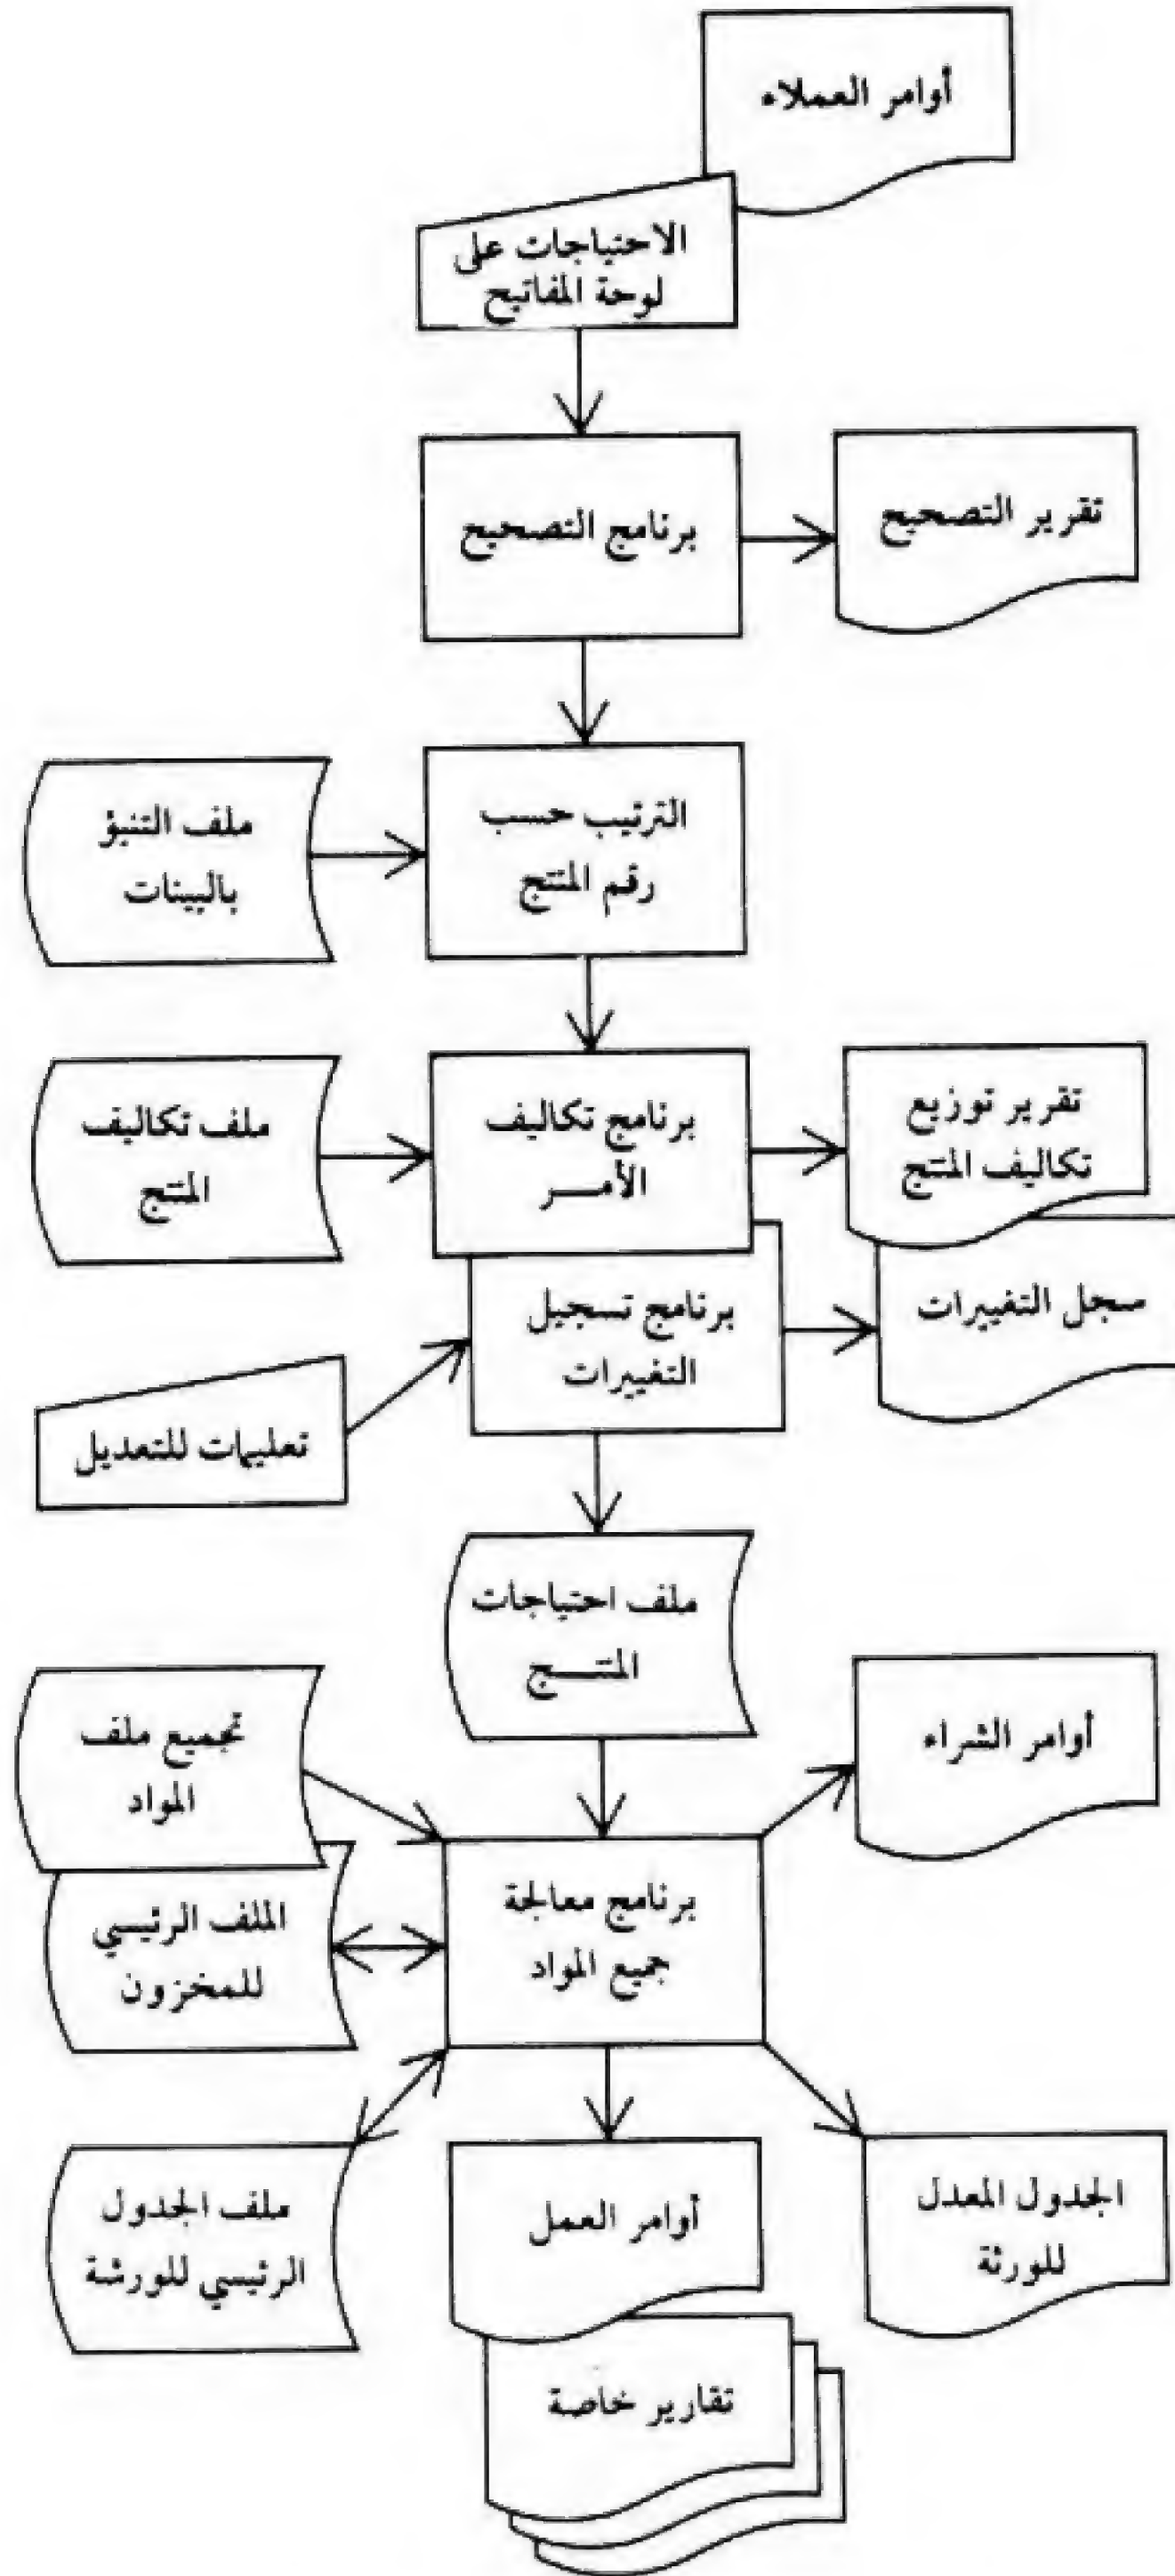 أوامر العملاء
الاحتياجات على
لوحة المفاتيح
برنامج التصحيح
تقرير التصحيح
الترتيب حسب
رقم المنتج
ملف التنبؤ
بالبينات
برنامج تكاليف
الأمــر
تقرير توزيع
تكاليف المنتج
ملف تكاليف
المنتج
برنامج تسجيل
التغييرات
سجل التغييرات
تعليمات للتعديل
ملف احتياجات
المنتــج
أوامر الشراء
تجميع ملف
المواد
برنامج معالجة
جميع المواد
الملف الرئيسي
للمخزون
الجدول المعدل
للورثة
أوامر العمل
ملف الجدول
الرئيسي للورشة
تقارير خاصة